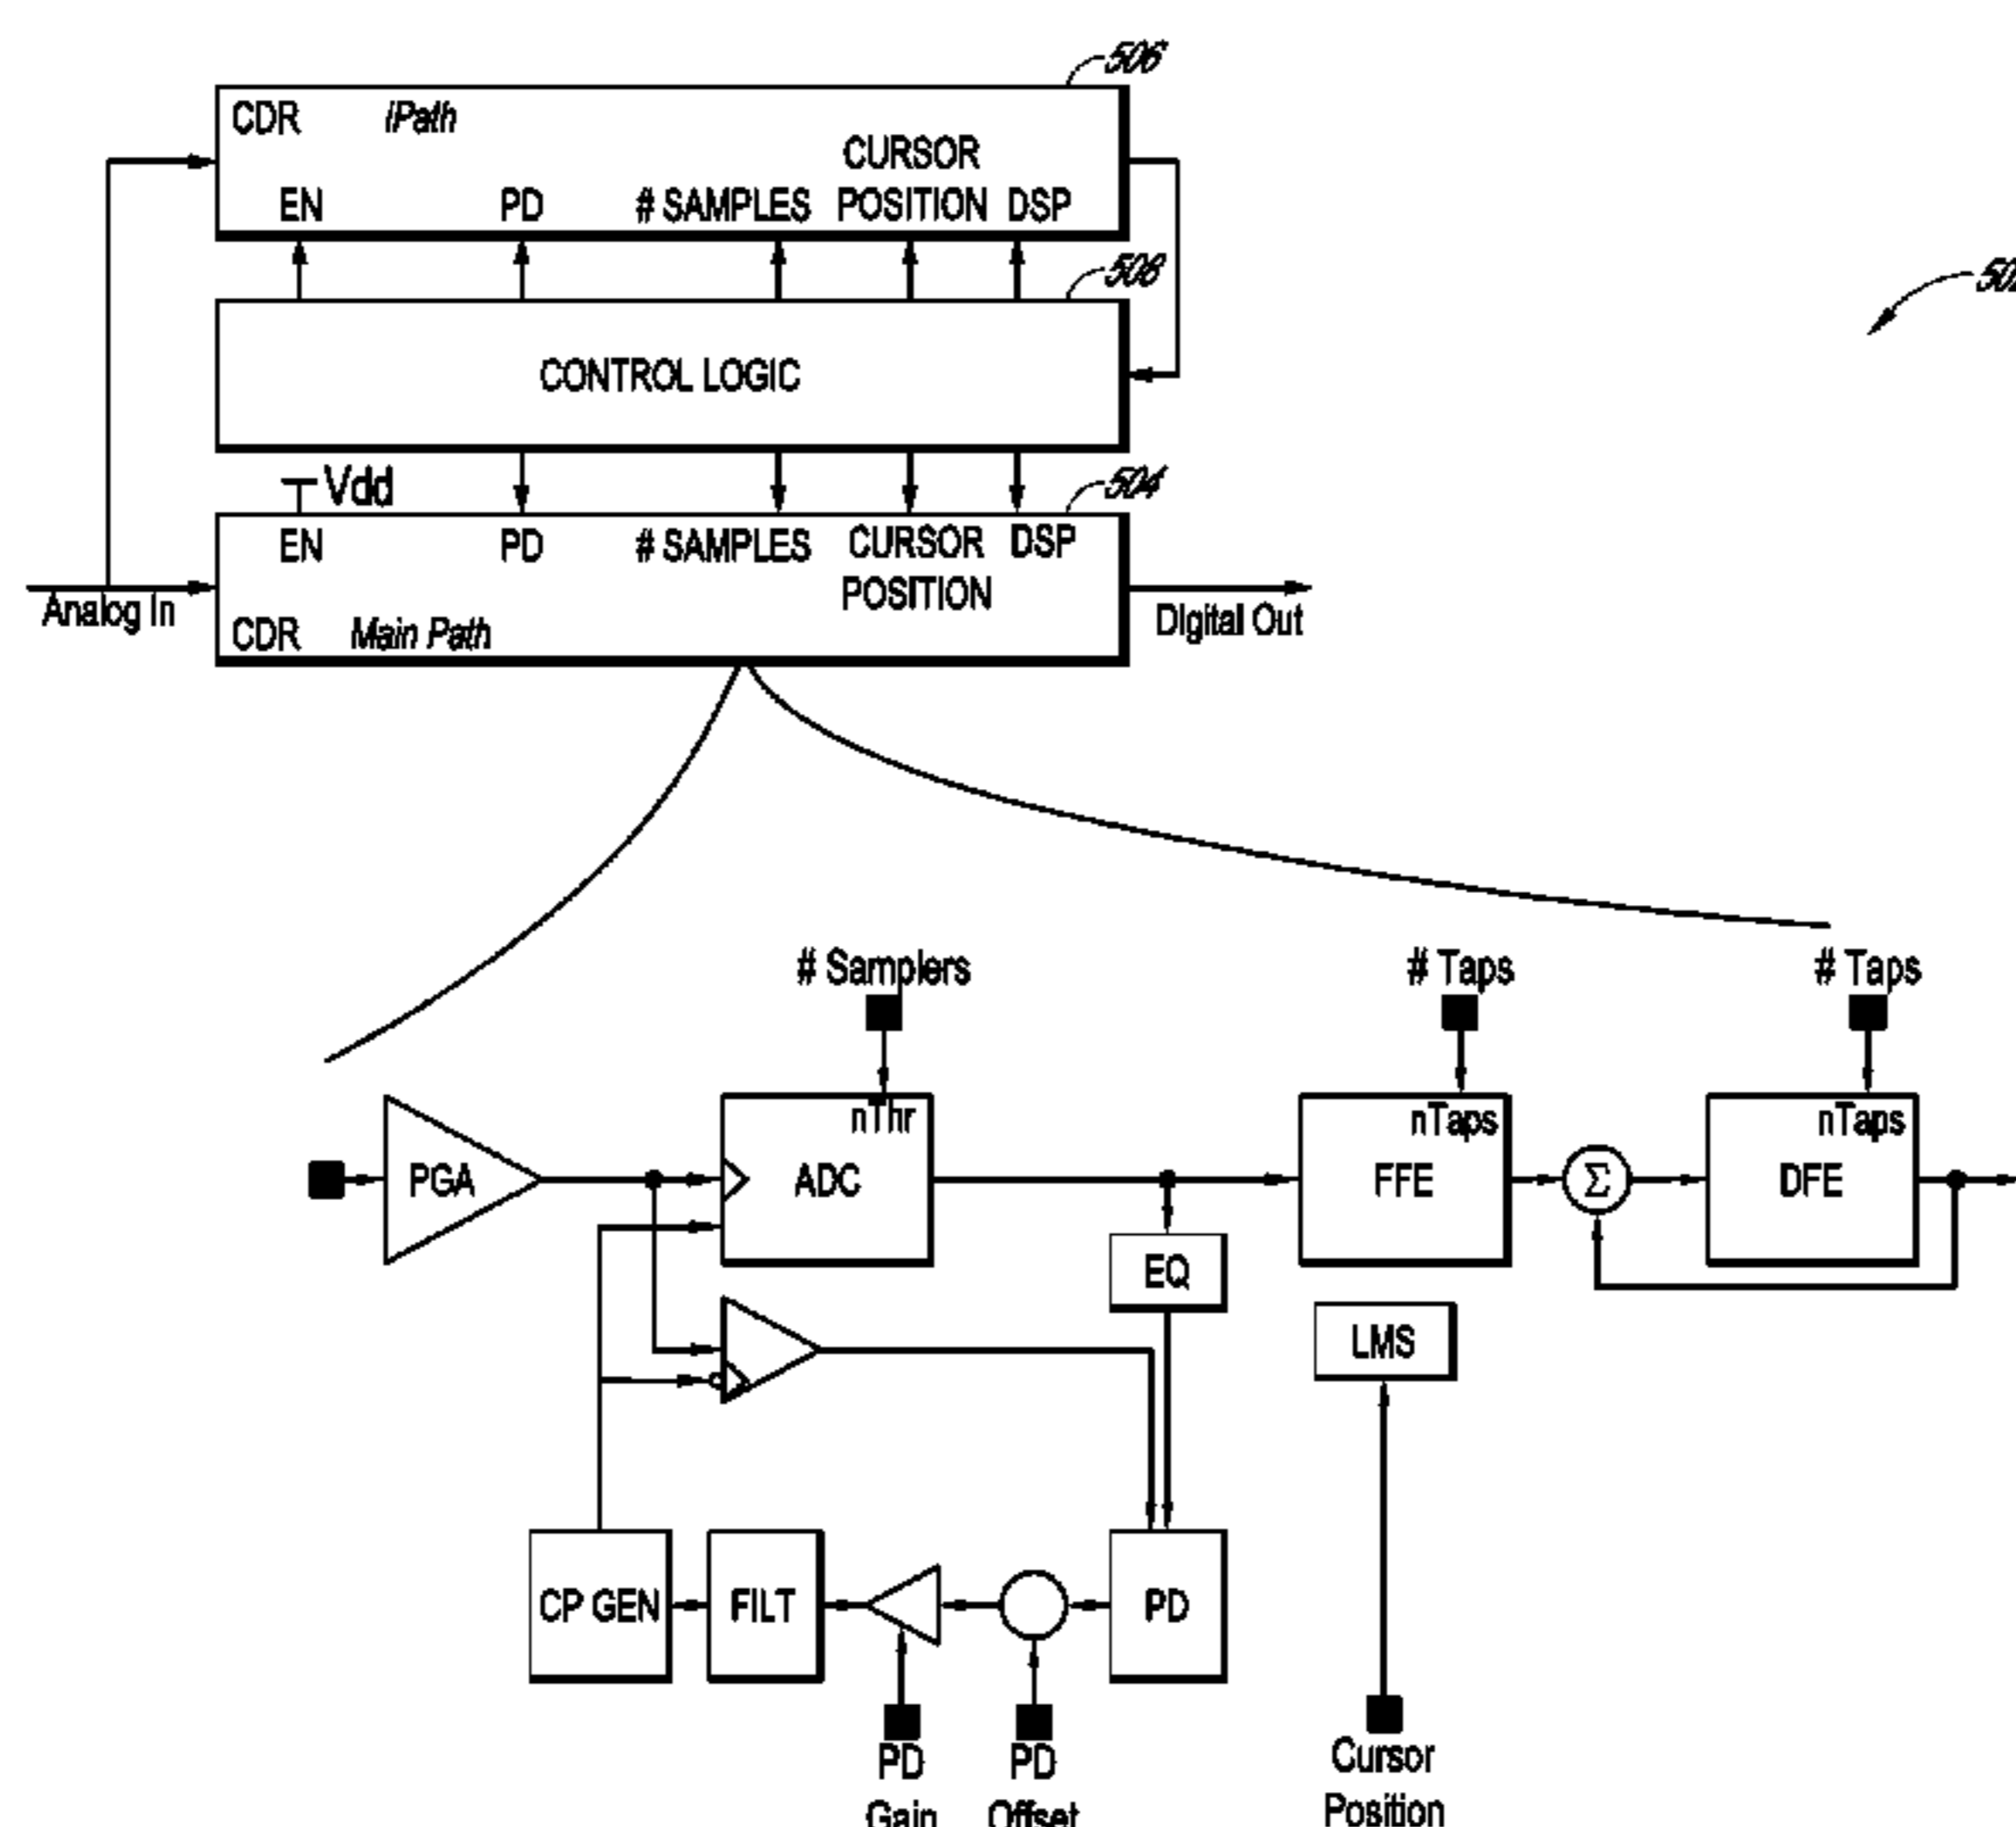 506
CDR iPath
CURSOR
EN PD # SAMPLES POSITION DSP
508
CONTROL LOGIC
Vdd
504
EN PD # SAMPLES CURSOR DSP
POSITION
Analog In
CDR Main Path
Digital Out
# Samplers
# Taps
# Taps
nThr
nTaps
nTaps
PGA
ADC
FFE
Σ
DFE
EQ
LMS
CP GEN
FILT
PD
PD
Gain
PD
Offset
Cursor
Position